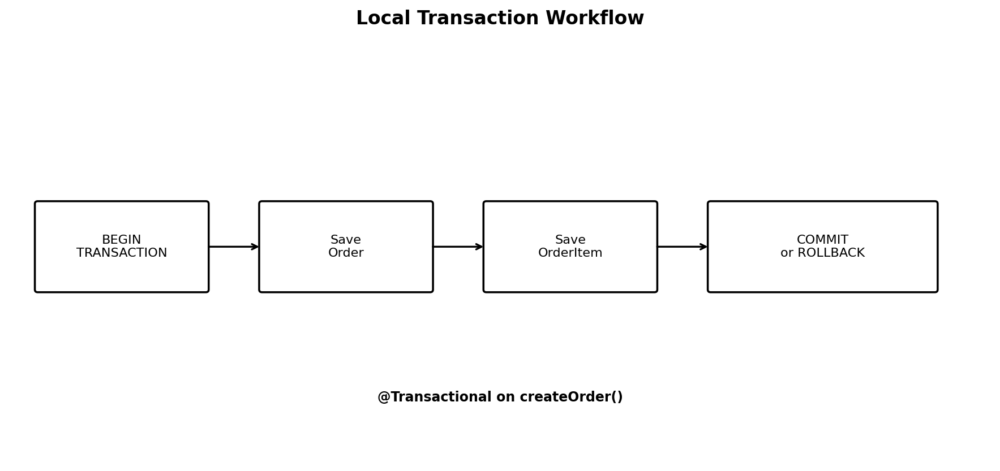 Local Transaction Workflow
BEGIN
TRANSACTION
Save
Order
Save
OrderItem
COMMIT
or ROLLBACK
@Transactional on createOrder()